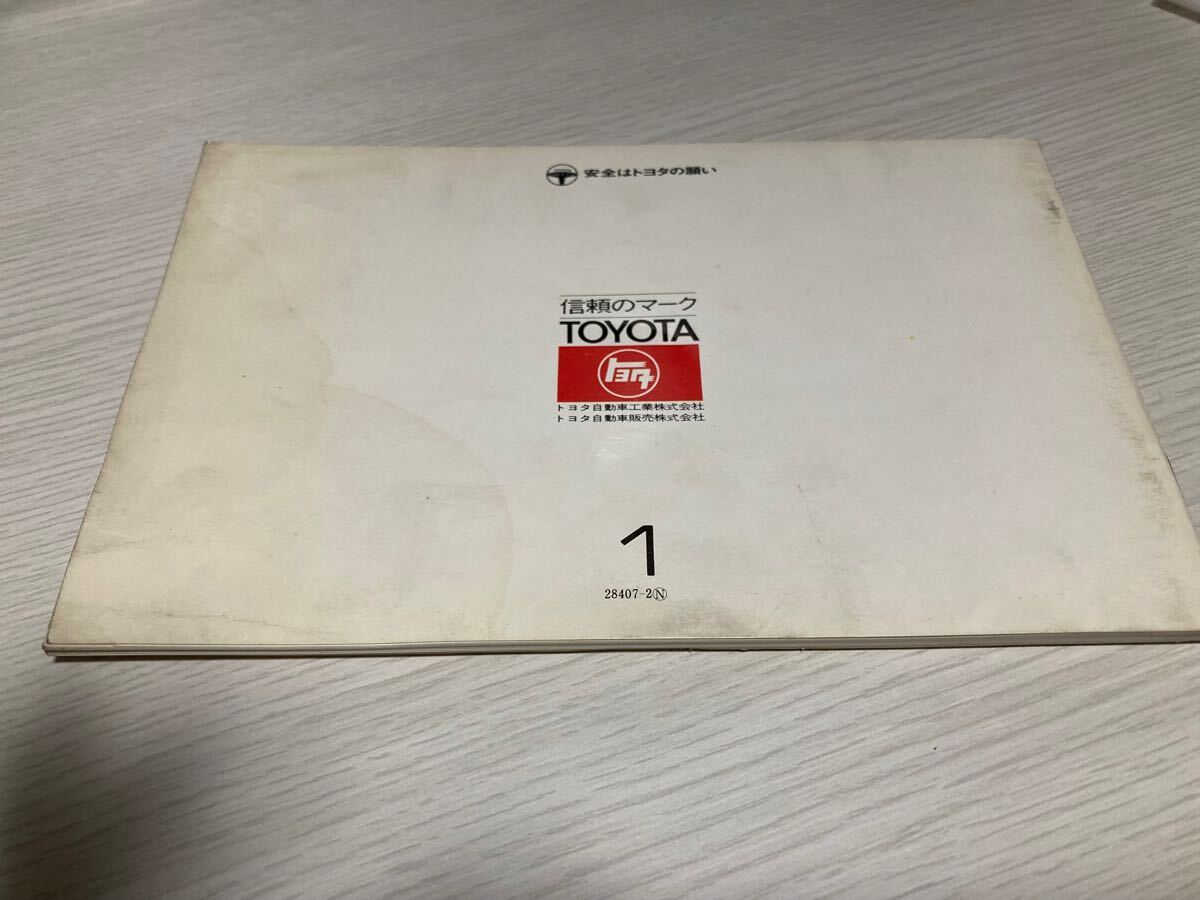 安全はトヨタの願い
信頼のマーク
TOYOTA
トヨタ
トヨタ自動車工業株式会社
トヨタ自動車販売株式会社
1
28407-2Ⓝ